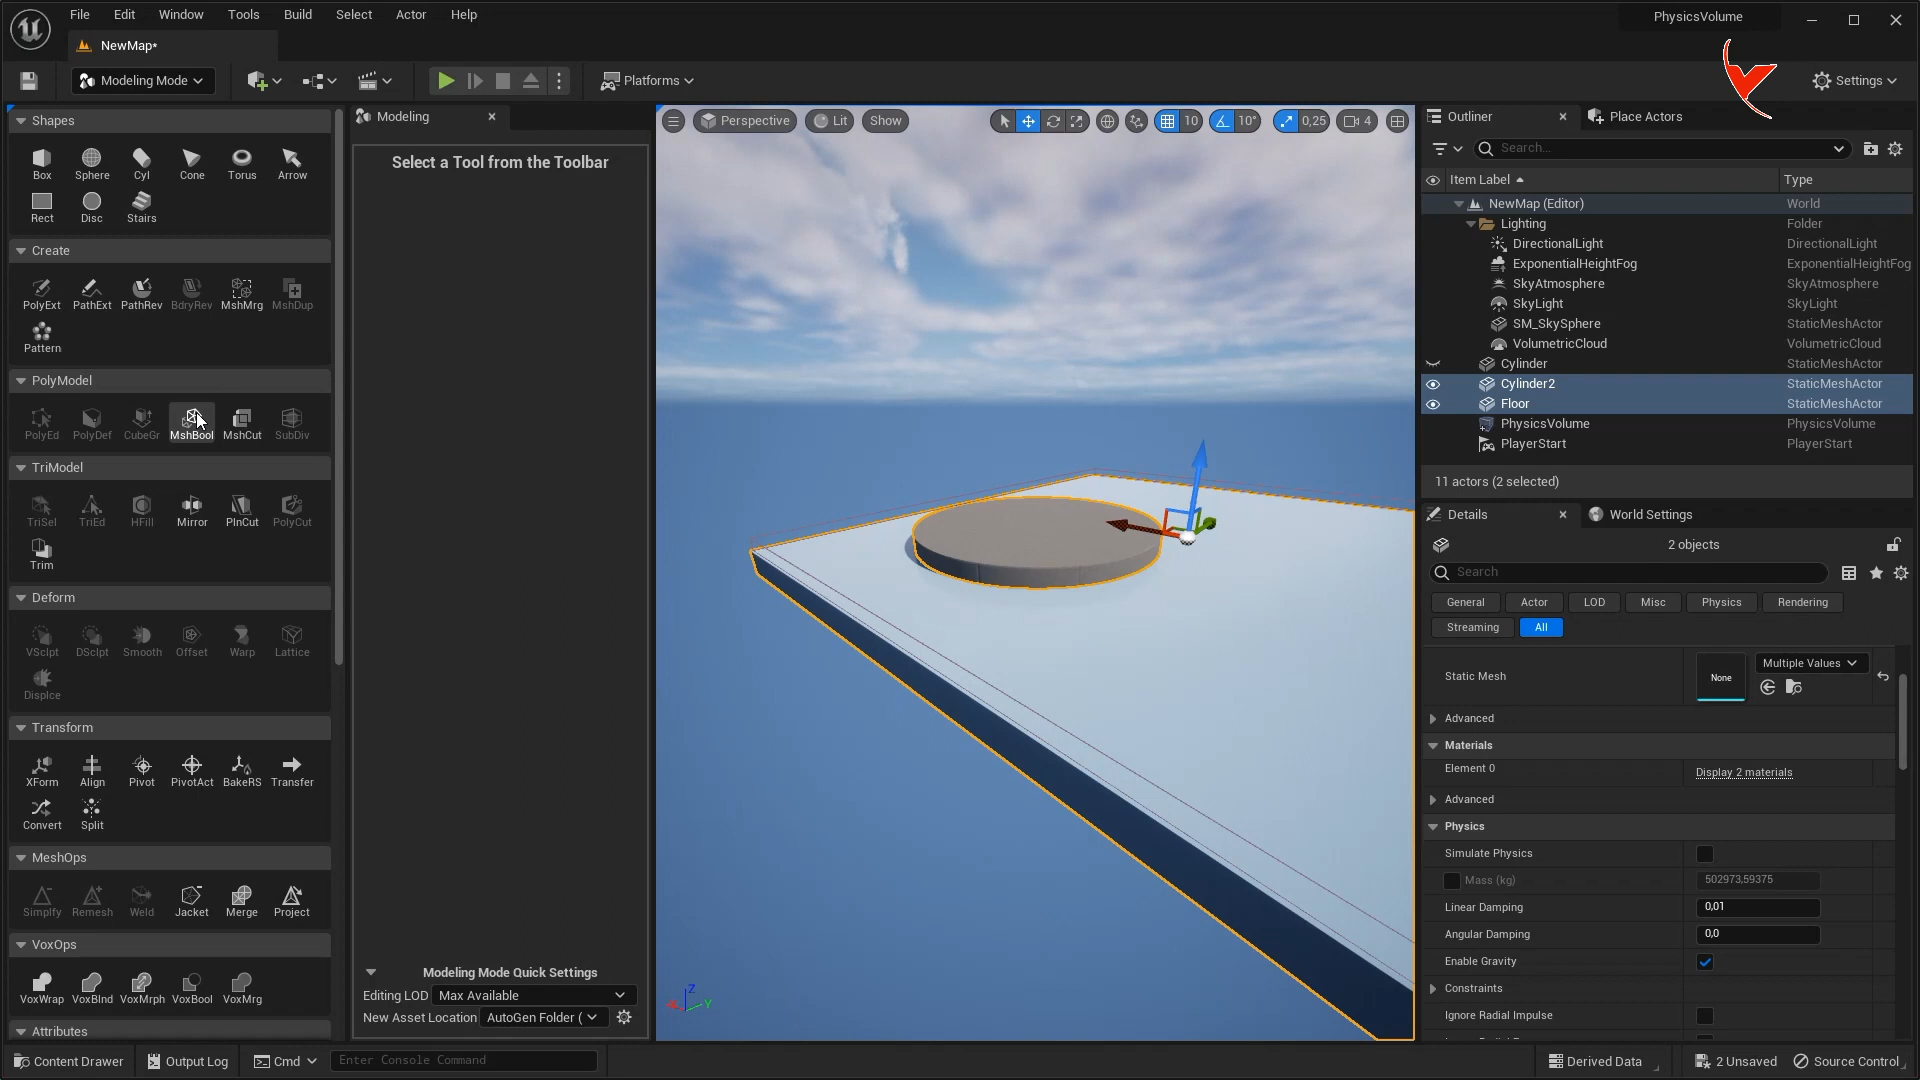 File Edit Window Tools Build Select Actor Help
PhysicsVolume
NewMap*
Modeling Mode
Platforms
Settings
Shapes
Box Sphere Cyl Cone Torus Arrow
Rect Disc Stairs
Create
PolyExt PathExt PathRev BdryRev MshMrg MshDup
Pattern
PolyModel
PolyEd PolyDef CubeGr MshBool MshCut SubDiv
TriModel
TriSel TriEd HFill Mirror PlnCut PolyCut
Trim
Deform
VSclpt DSclpt Smooth Offset Warp Lattice
Displce
Transform
XForm Align Pivot PivotAct BakeRS Transfer
Convert Split
MeshOps
Simplfy Remesh Weld Jacket Merge Project
VoxOps
VoxWrap VoxBlnd VoxMrph VoxBool VoxMrg
Attributes
Modeling
Select a Tool from the Toolbar
Modeling Mode Quick Settings
Editing LOD Max Available
New Asset Location AutoGen Folder (
Perspective Lit Show 10 10° 0,25 4
Z
Y
Outliner Place Actors
Search...
Item Label Type
NewMap (Editor) World
Lighting Folder
DirectionalLight DirectionalLight
ExponentialHeightFog ExponentialHeightFog
SkyAtmosphere SkyAtmosphere
SkyLight SkyLight
SM_SkySphere StaticMeshActor
VolumetricCloud VolumetricCloud
Cylinder StaticMeshActor
Cylinder2 StaticMeshActor
Floor StaticMeshActor
PhysicsVolume PhysicsVolume
PlayerStart PlayerStart
11 actors (2 selected)
Details World Settings
2 objects
Search
General Actor LOD Misc Physics Rendering
Streaming All
Static Mesh None Multiple Values
Advanced
Materials
Element 0 Display 2 materials
Advanced
Physics
Simulate Physics
Mass (kg) 502973,59375
Linear Damping 0,01
Angular Damping 0,0
Enable Gravity
Constraints
Ignore Radial Impulse
Content Drawer Output Log Cmd Enter Console Command
Derived Data 2 Unsaved Source Control